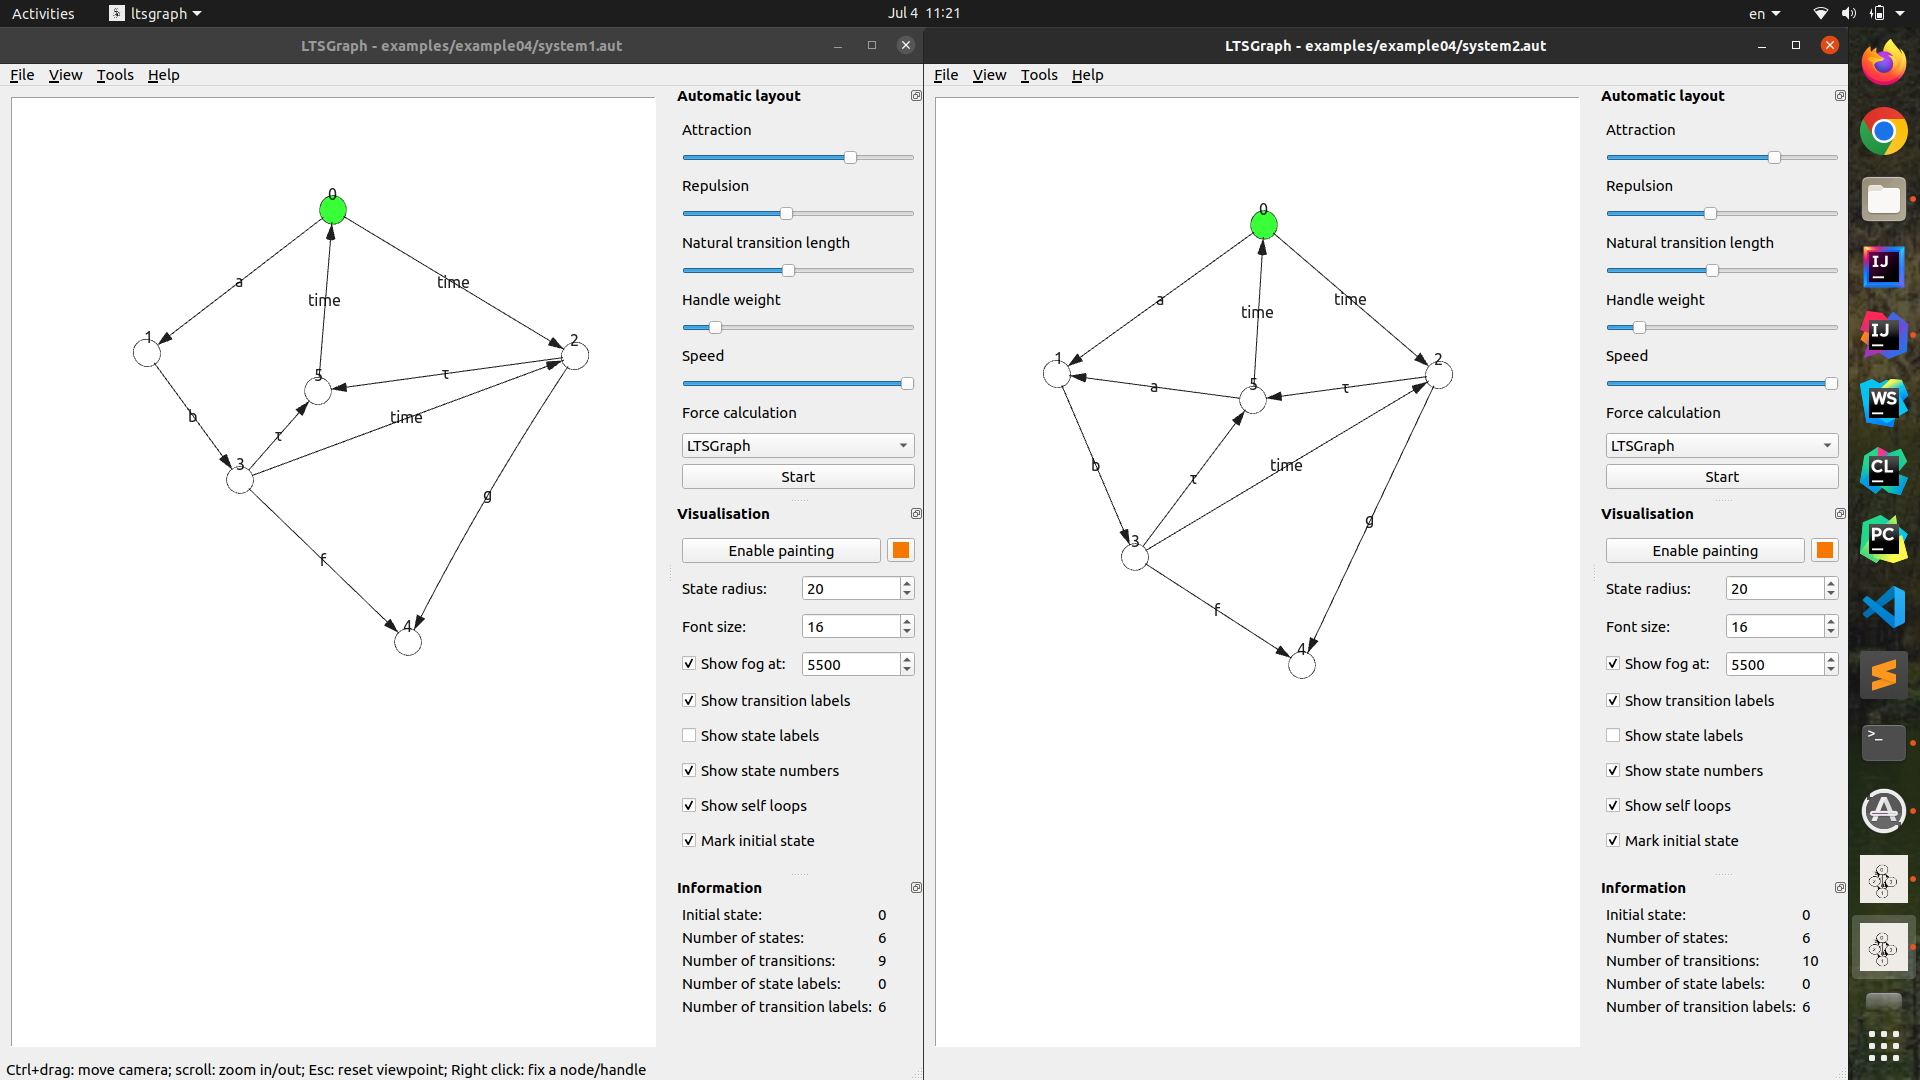 Activities ltsgraph Jul 4 11:21 en
LTSGraph - examples/example04/system1.aut
File View Tools Help
0
a
time
time
1
2
5
τ
b
time
τ
3
g
f
4
Automatic layout
Attraction
Repulsion
Natural transition length
Handle weight
Speed
Force calculation
LTSGraph
Start
Visualisation
Enable painting
State radius: 20
Font size: 16
Show fog at: 5500
Show transition labels
Show state labels
Show state numbers
Show self loops
Mark initial state
Information
Initial state: 0
Number of states: 6
Number of transitions: 9
Number of state labels: 0
Number of transition labels: 6
Ctrl+drag: move camera; scroll: zoom in/out; Esc: reset viewpoint; Right click: fix a node/handle
LTSGraph - examples/example04/system2.aut
File View Tools Help
0
a
time
time
1
2
5
a
τ
b
time
τ
g
3
f
4
Automatic layout
Attraction
Repulsion
Natural transition length
Handle weight
Speed
Force calculation
LTSGraph
Start
Visualisation
Enable painting
State radius: 20
Font size: 16
Show fog at: 5500
Show transition labels
Show state labels
Show state numbers
Show self loops
Mark initial state
Information
Initial state: 0
Number of states: 6
Number of transitions: 10
Number of state labels: 0
Number of transition labels: 6
IJ
IJ
WS
CL
PC
>_